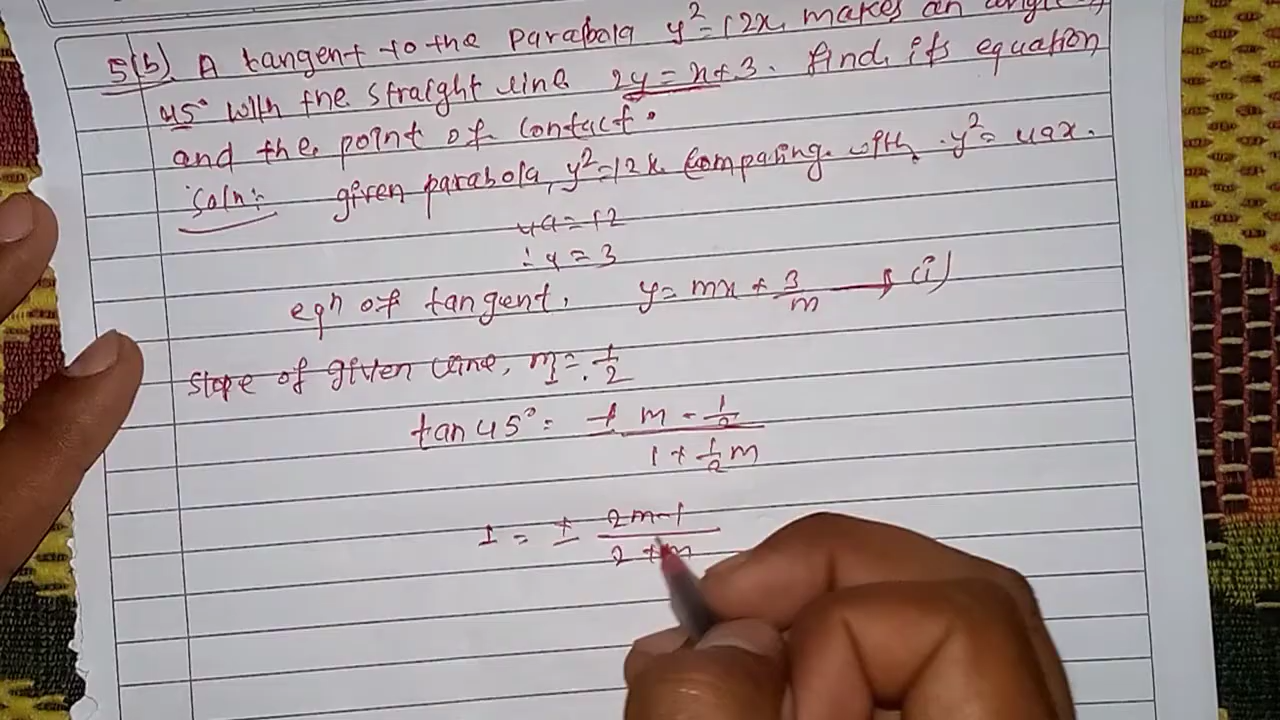 5(b). A tangent to the parabola y²=12x, makes an angle of
45° with the straight line 2y = x+3. Find its equation
and the point of contact.
Soln:- given parabola, y²=12x comparing with y²=4ax.
4a=12
∴ a = 3
eqn of tangent, y= mx + 3/m → (i)
Slope of given line, m₁= 1/2
tan 45° = ± (m - 1/2)/(1 + 1/2 m)
1 = ± (2m-1)/(2+m)